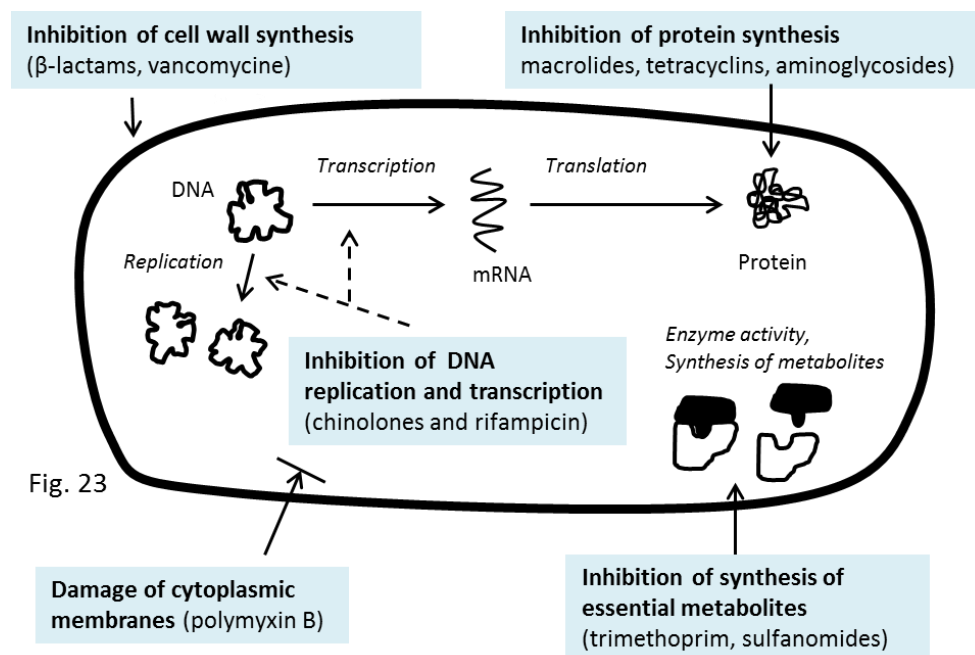 Inhibition of cell wall synthesis
(β-lactams, vancomycine)
Inhibition of protein synthesis
macrolides, tetracyclins, aminoglycosides)
Transcription
Translation
DNA
Replication
mRNA
Protein
Enzyme activity,
Synthesis of metabolites
Inhibition of DNA
replication and transcription
(chinolones and rifampicin)
Fig. 23
Damage of cytoplasmic
membranes (polymyxin B)
Inhibition of synthesis of
essential metabolites
(trimethoprim, sulfanomides)